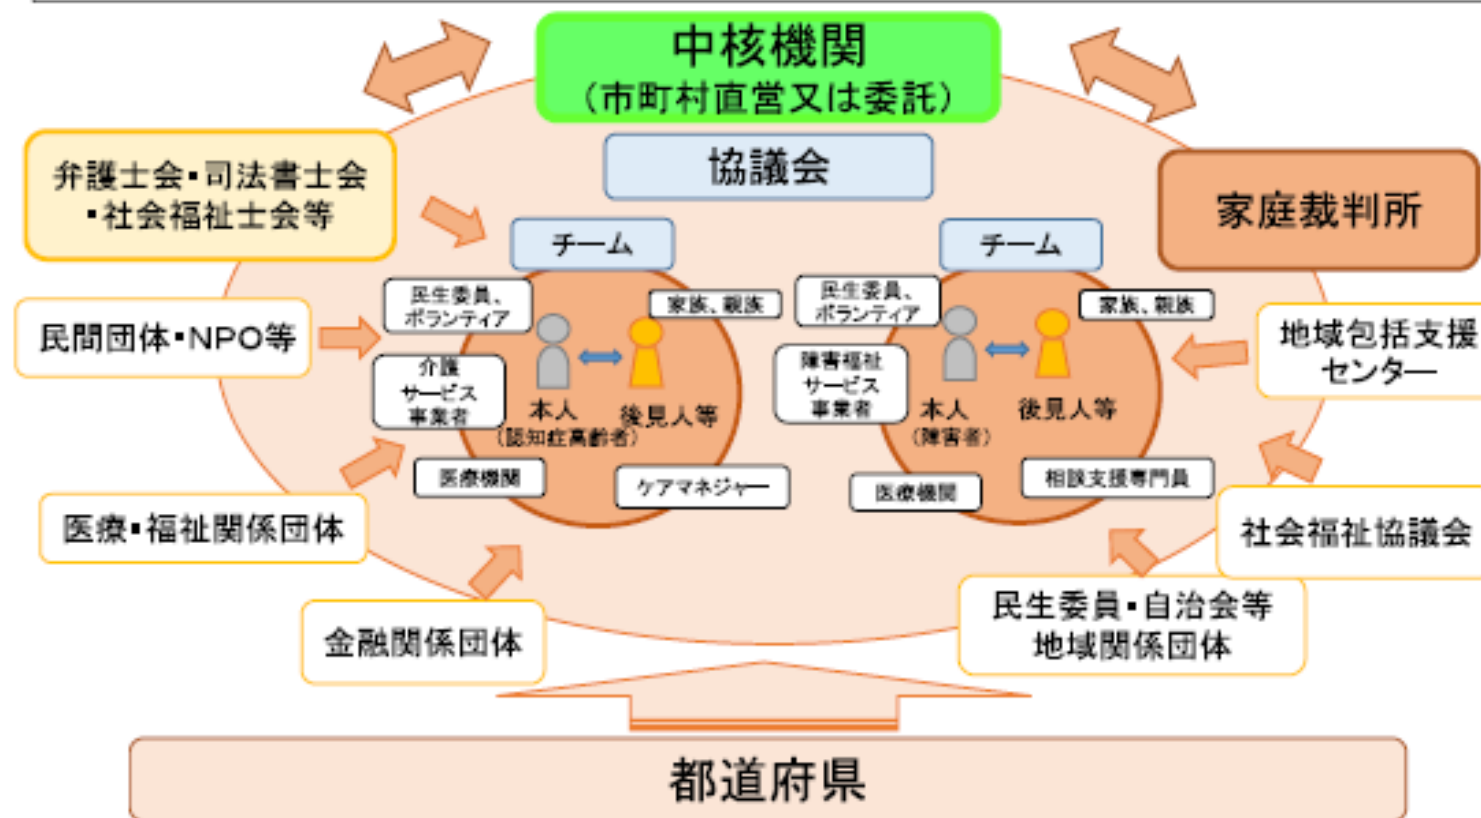 中核機関
（市町村直営又は委託）
協議会
弁護士会・司法書士会
・社会福祉士会等
家庭裁判所
チーム
民生委員、
ボランティア
家族、親族
介護
サービス
事業者
本人
（認知症高齢者）
後見人等
医療機関
ケアマネジャー
チーム
民生委員、
ボランティア
家族、親族
障害福祉
サービス
事業者
本人
（障害者）
後見人等
医療機関
相談支援専門員
民間団体・NPO等
地域包括支援
センター
医療・福祉関係団体
社会福祉協議会
金融関係団体
民生委員・自治会等
地域関係団体
都道府県